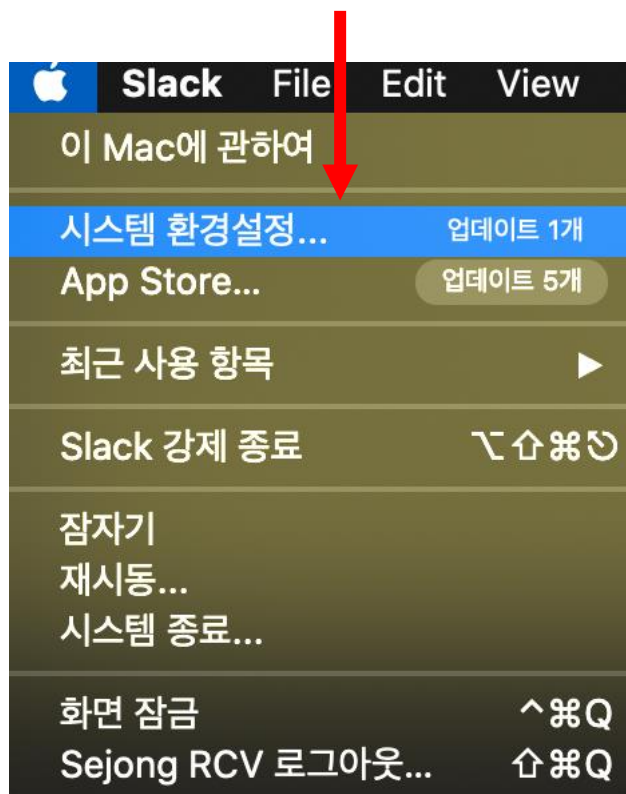 Slack File Edit View
이 Mac에 관하여
시스템 환경설정... 업데이트 1개
App Store... 업데이트 5개
최근 사용 항목 ▶
Slack 강제 종료 ⌥⇧⌘⎋
잠자기
재시동...
시스템 종료...
화면 잠금 ^⌘Q
Sejong RCV 로그아웃... ⇧⌘Q